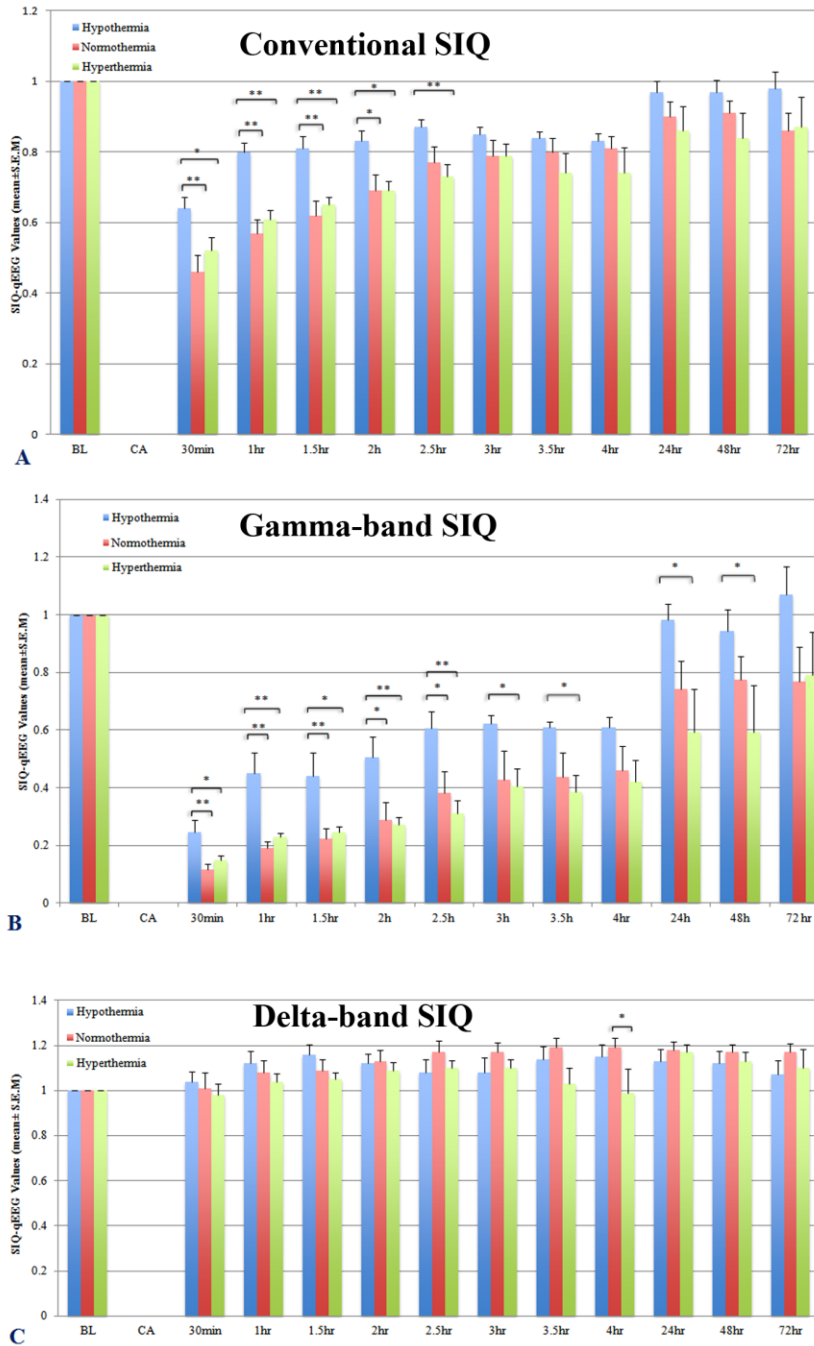 Conventional SIQ
Hypothermia
Normothermia
Hyperthermia
SIQ-qEEG Values (mean±S.E.M)
1.2
1
0.8
0.6
0.4
0.2
0
* ** ** ** ** ** * * **
BL CA 30min 1hr 1.5hr 2h 2.5hr 3hr 3.5hr 4hr 24hr 48hr 72hr
A
Gamma-band SIQ
Hypothermia
Normothermia
Hyperthermia
SIQ-qEEG Values (mean±S.E.M)
1.4
1.2
1
0.8
0.6
0.4
0.2
0
* ** ** ** * ** ** * ** * * * * *
BL CA 30min 1hr 1.5hr 2h 2.5h 3h 3.5h 4hr 24h 48h 72 hr
B
Delta-band SIQ
Hypothermia
Normothermia
Hyperthermia
SIQ-qEEG Values (mean± S.E.M)
1.4
1.2
1
0.8
0.6
0.4
0.2
0
*
BL CA 30min 1hr 1.5hr 2hr 2.5hr 3hr 3.5hr 4hr 24hr 48hr 72hr
C